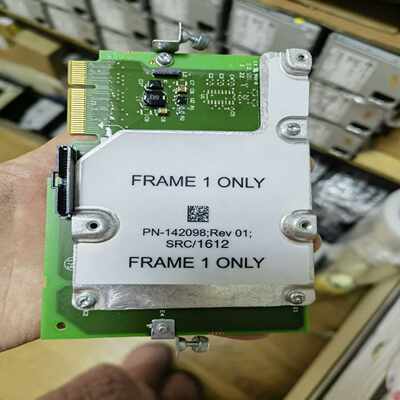 FRAME 1 ONLY
PN-142098;Rev 01;
SRC/1612
FRAME 1 ONLY